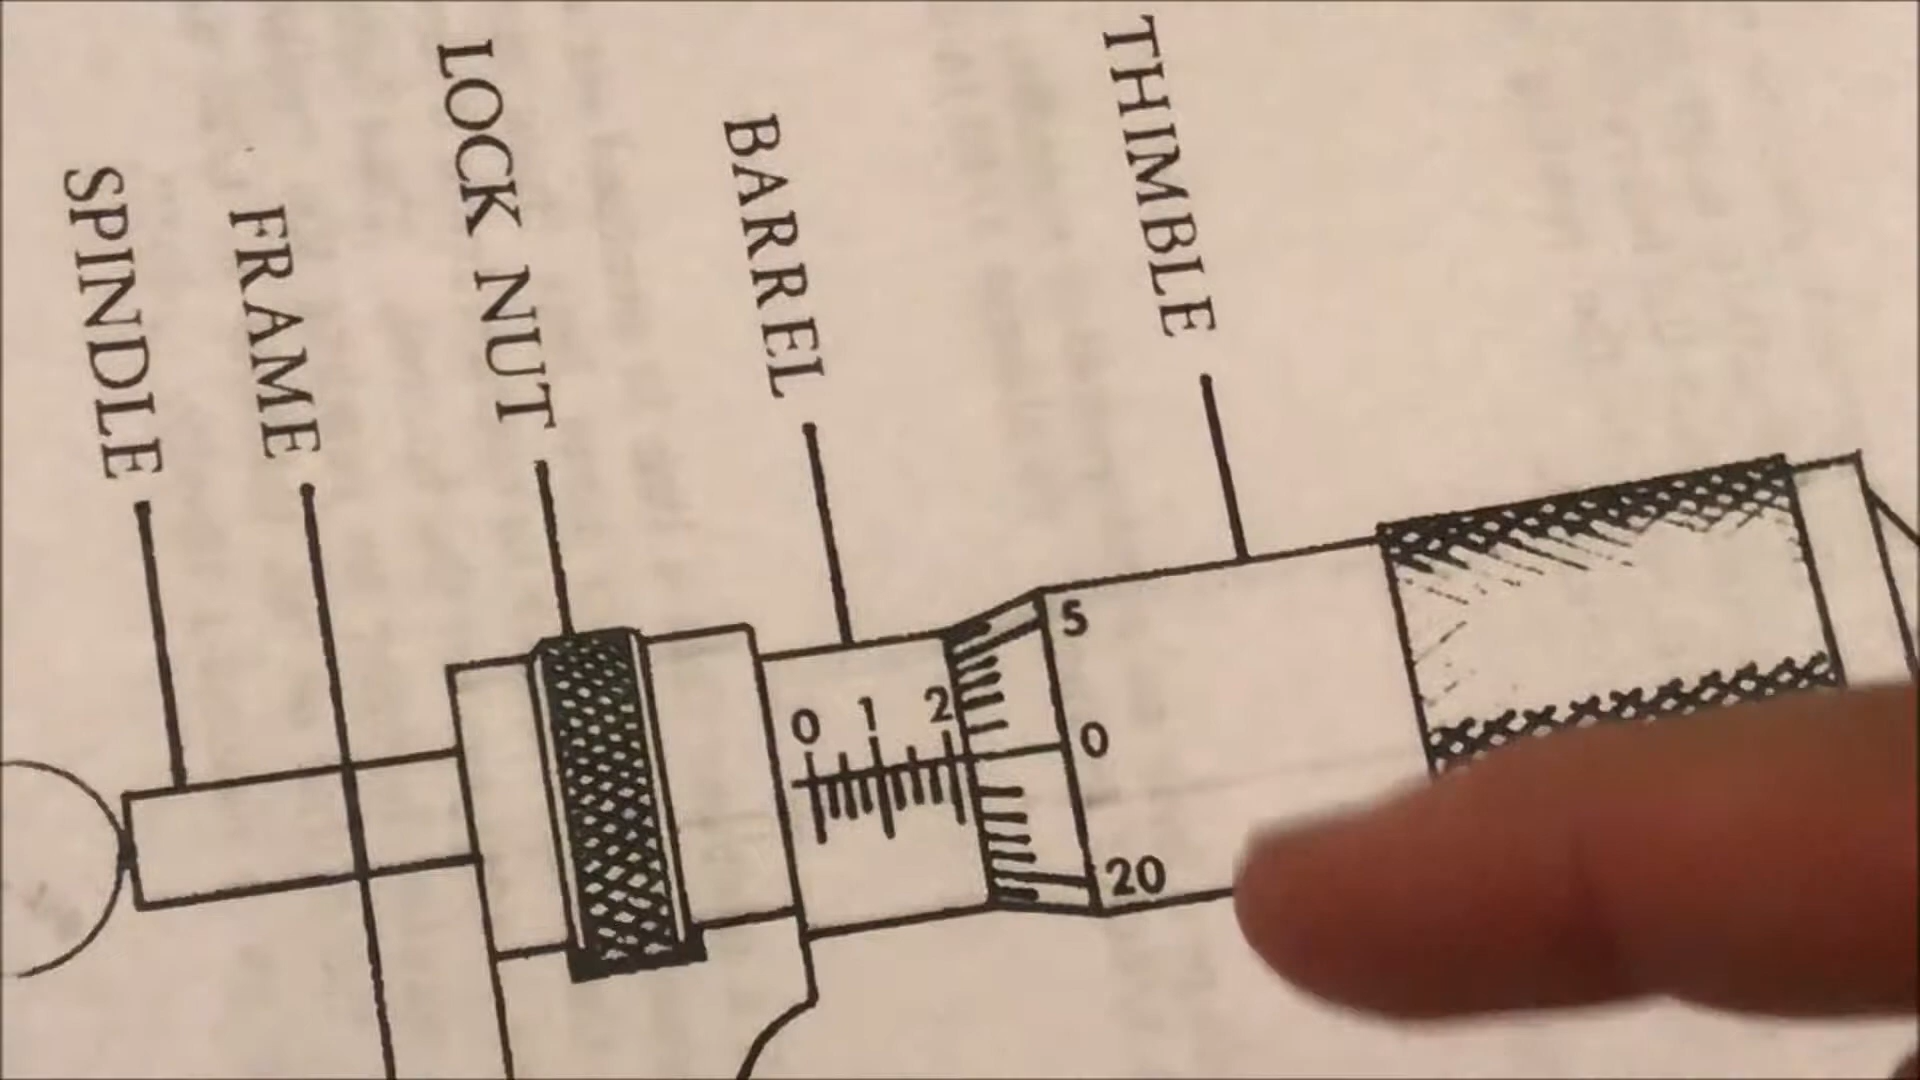 SPINDLE
FRAME
LOCK NUT
BARREL
THIMBLE
0 1 2
5
0
20